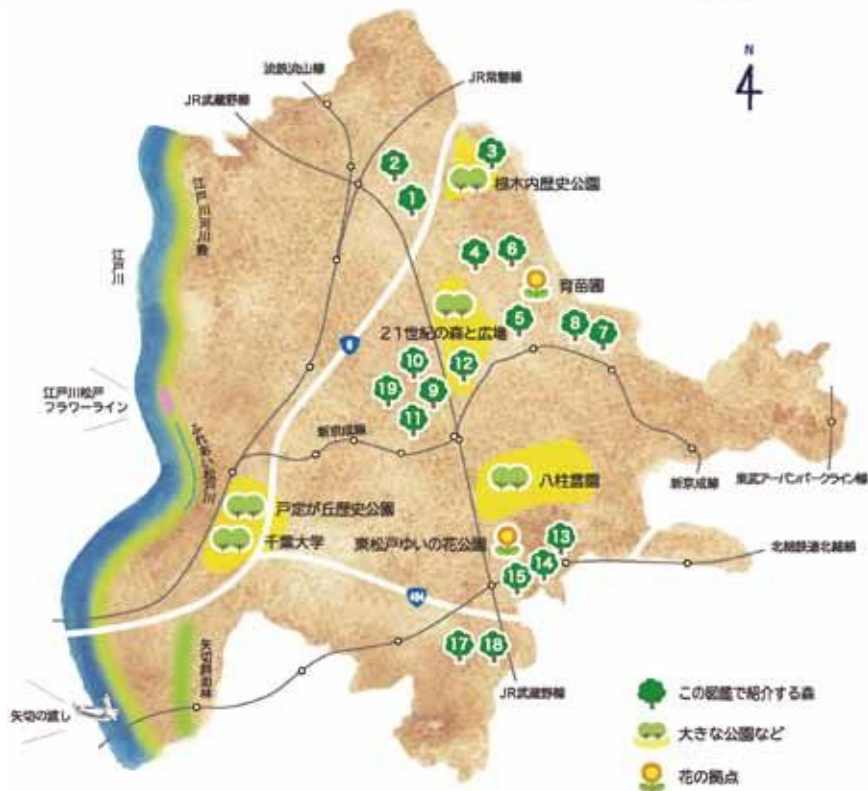 N
流鉄流山線
JR武蔵野線
JR常磐線
2
3
1
根木内歴史公園
江戸川河川敷
江戸川
4
6
育苗圃
21世紀の森と広場
5
8
7
6
10
12
19
9
11
江戸川松戸
フラワーライン
ふれあい松戸川
新京成線
八柱霊園
新京成線
東武アーバンパークライン線
戸定が丘歴史公園
千葉大学
東松戸ゆいの花公園
13
14
15
北総鉄道北総線
464
17
18
矢切の渡し
JR武蔵野線
この図鑑で紹介する森
大きな公園など
花の拠点